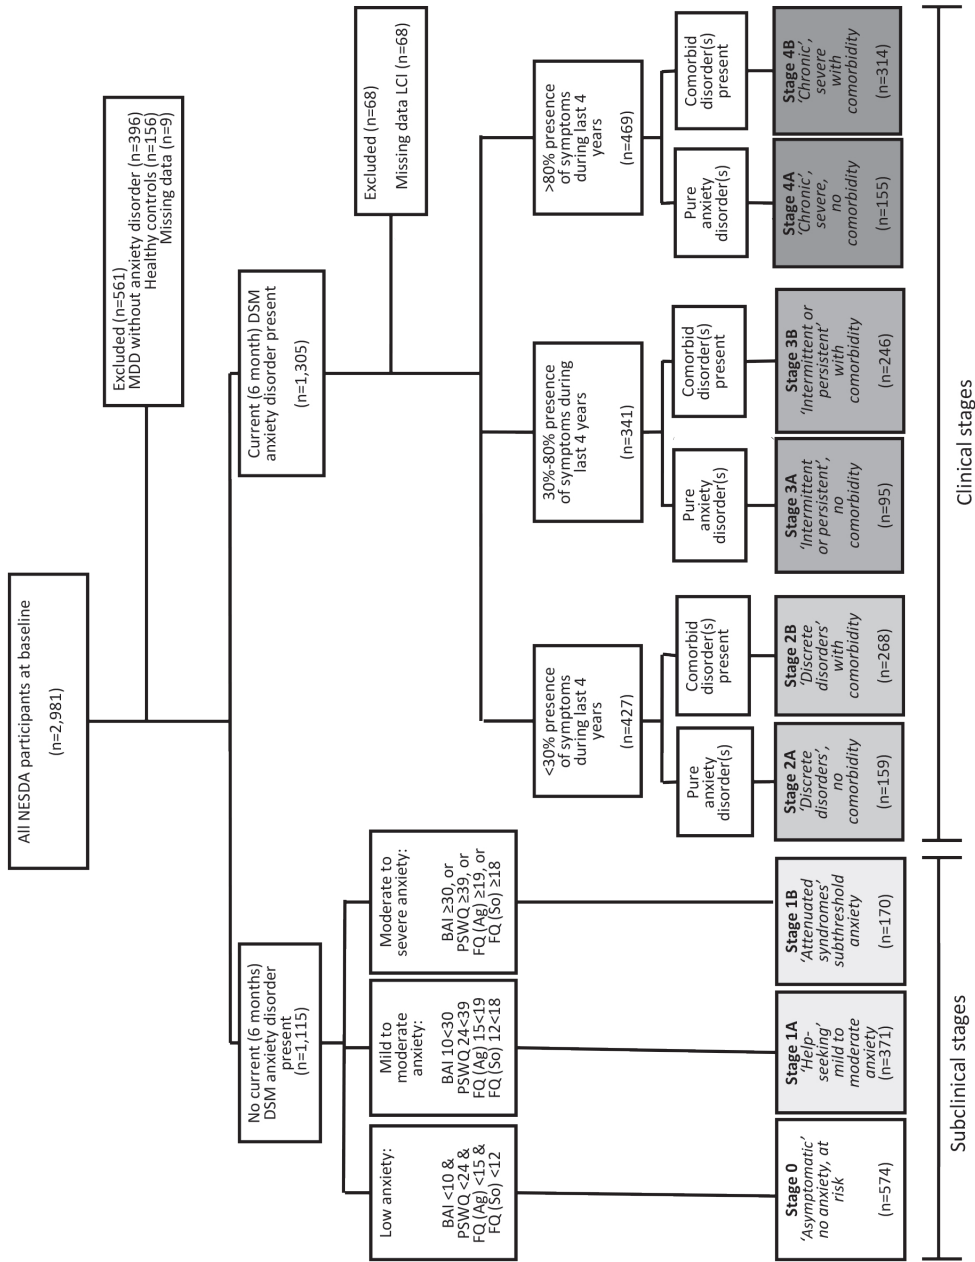 All NESDA participants at baseline
(n=2,981)
Excluded (n=561)
MDD without anxiety disorder (n=396)
Healthy controls (n=156)
Missing data (n=9)
No current (6 months)
DSM anxiety disorder
present
(n=1,115)
Current (6 month) DSM
anxiety disorder present
(n=1,305)
Excluded (n=68)
Missing data LCI (n=68)
Low anxiety:
BAI <10 &
PSWQ <24 &
FQ (Ag) <15 &
FQ (So) <12
Mild to
moderate
anxiety:
BAI 10<30
PSWQ 24<39
FQ (Ag) 15<19
FQ (So) 12<18
Moderate to
severe anxiety:
BAI ≥30, or
PSWQ ≥39, or
FQ (Ag) ≥19, or
FQ (So) ≥18
<30% presence
of symptoms
during last 4
years
(n=427)
30%-80% presence
of symptoms during
last 4 years
(n=341)
>80% presence
of symptoms
during last 4
years
(n=469)
Pure
anxiety
disorder(s)
Comorbid
disorder(s)
present
Pure
anxiety
disorder(s)
Comorbid
disorder(s)
present
Pure
anxiety
disorder(s)
Comorbid
disorder(s)
present
Stage 0
'Asymptomatic'
no anxiety, at
risk
(n=574)
Stage 1A
'Help-
seeking'
mild to
moderate
anxiety
(n=371)
Stage 1B
'Attenuated
syndromes'
subthreshold
anxiety
(n=170)
Stage 2A
'Discrete
disorders',
no
comorbidity
(n=159)
Stage 2B
'Discrete
disorders'
with
comorbidity
(n=268)
Stage 3A
'Intermittent
or persistent',
no
comorbidity
(n=95)
Stage 3B
'Intermittent or
persistent'
with
comorbidity
(n=246)
Stage 4A
'Chronic',
severe,
no
comorbidity
(n=155)
Stage 4B
'Chronic',
severe
with
comorbidity
(n=314)
Subclinical stages
Clinical stages